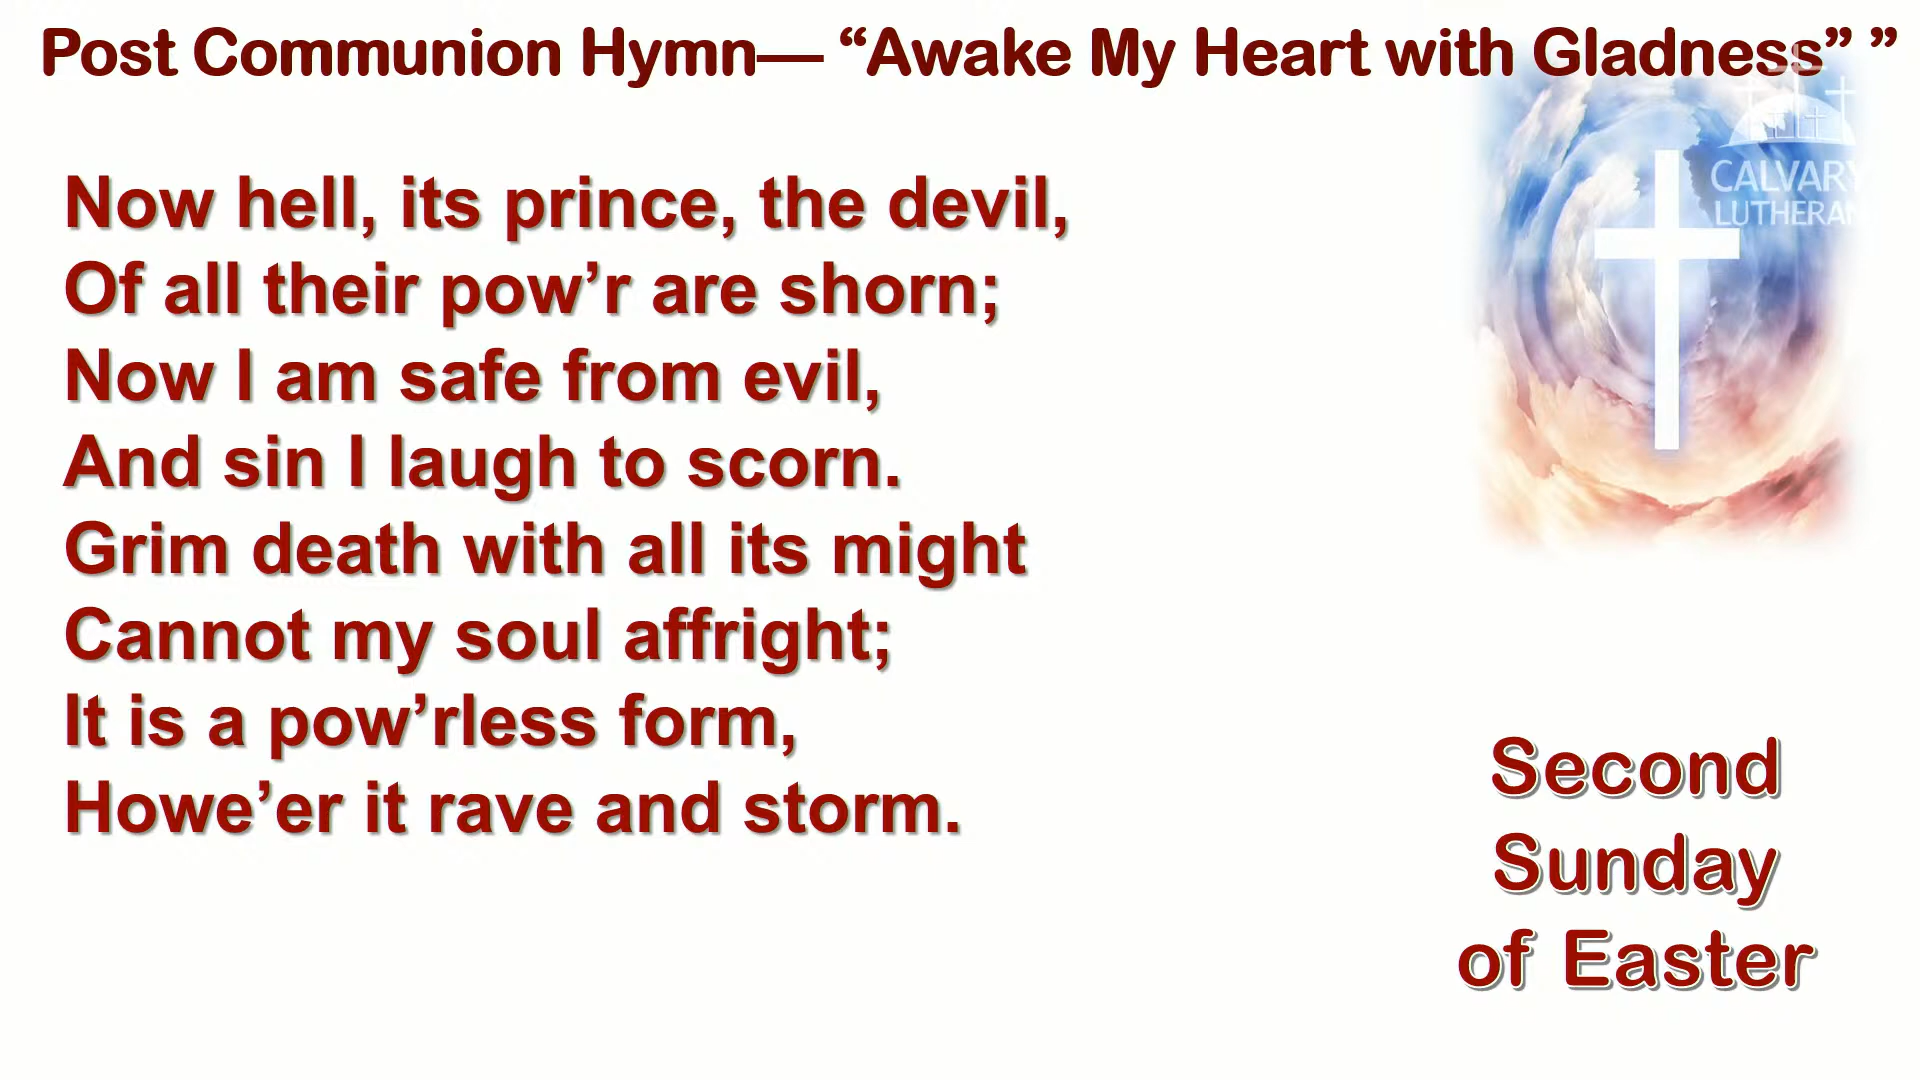 Post Communion Hymn— “Awake My Heart with Gladness” ”
CALVARY
LUTHERAN
Now hell, its prince, the devil,
Of all their pow’r are shorn;
Now I am safe from evil,
And sin I laugh to scorn.
Grim death with all its might
Cannot my soul affright;
It is a pow’rless form,
Howe’er it rave and storm.
Second
Sunday
of Easter